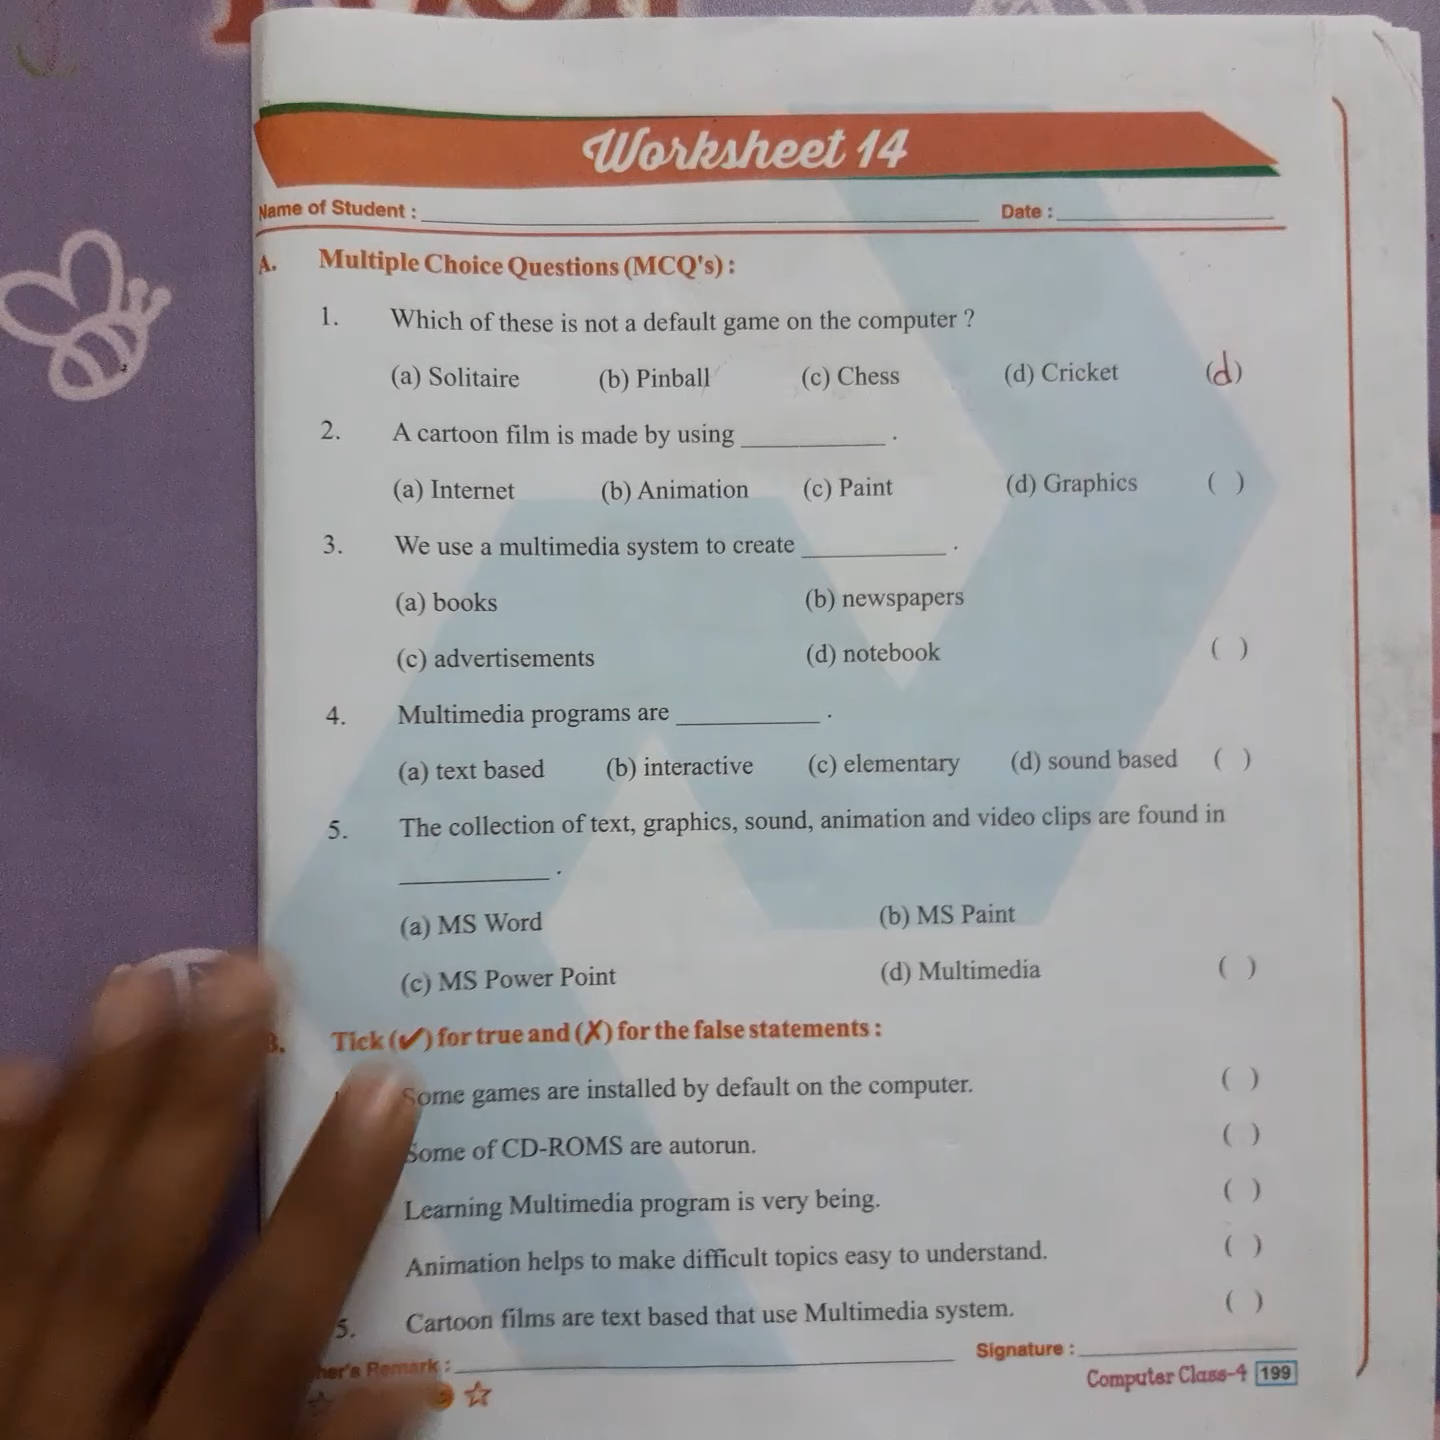 Worksheet 14
Name of Student : Date :
A. Multiple Choice Questions (MCQ's) :
1. Which of these is not a default game on the computer ?
(a) Solitaire (b) Pinball (c) Chess (d) Cricket (d)
2. A cartoon film is made by using __________ .
(a) Internet (b) Animation (c) Paint (d) Graphics ( )
3. We use a multimedia system to create __________ .
(a) books (b) newspapers
(c) advertisements (d) notebook ( )
4. Multimedia programs are __________ .
(a) text based (b) interactive (c) elementary (d) sound based ( )
5. The collection of text, graphics, sound, animation and video clips are found in
__________ .
(a) MS Word (b) MS Paint
(c) MS Power Point (d) Multimedia ( )
B. Tick (✓) for true and (✗) for the false statements :
Some games are installed by default on the computer. ( )
Some of CD-ROMS are autorun. ( )
Learning Multimedia program is very being. ( )
Animation helps to make difficult topics easy to understand. ( )
5. Cartoon films are text based that use Multimedia system. ( )
her's Remark : Signature :
Computer Class-4 199